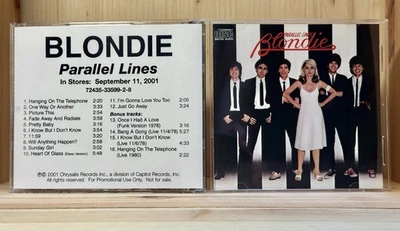 BLONDIE
Parallel Lines
In Stores: September 11, 2001
72435-33599-2-8
1. Hanging On The Telephone 2:20
2. One Way Or Another 3:30
3. Picture This 2:54
4. Fade Away And Radiate 3:58
5. Pretty Baby 3:16
6. I Know But I Don't Know 3:53
7. 11:59 3:19
8. Will Anything Happen? 2:55
9. Sunday Girl 3:02
10. Heart Of Glass (Disco Version) 5:50
11. I'm Gonna Love You Too 2:05
12. Just Go Away 3:24
Bonus tracks:
13. Once I Had A Love
(Funk Version 1978) 3:16
14. Bang A Gong (Live 11/4/78) 5:17
15. I Know But I Don't Know
(Live 11/6/78) 4:33
16. Hanging On The Telephone
(Live 1980) 2:22
℗© 2001 Chrysalis Records Inc., a division of Capitol Records, Inc.
All rights reserved. For Promotional Use Only. Not for sale.
PARALLEL LINES
Blondie